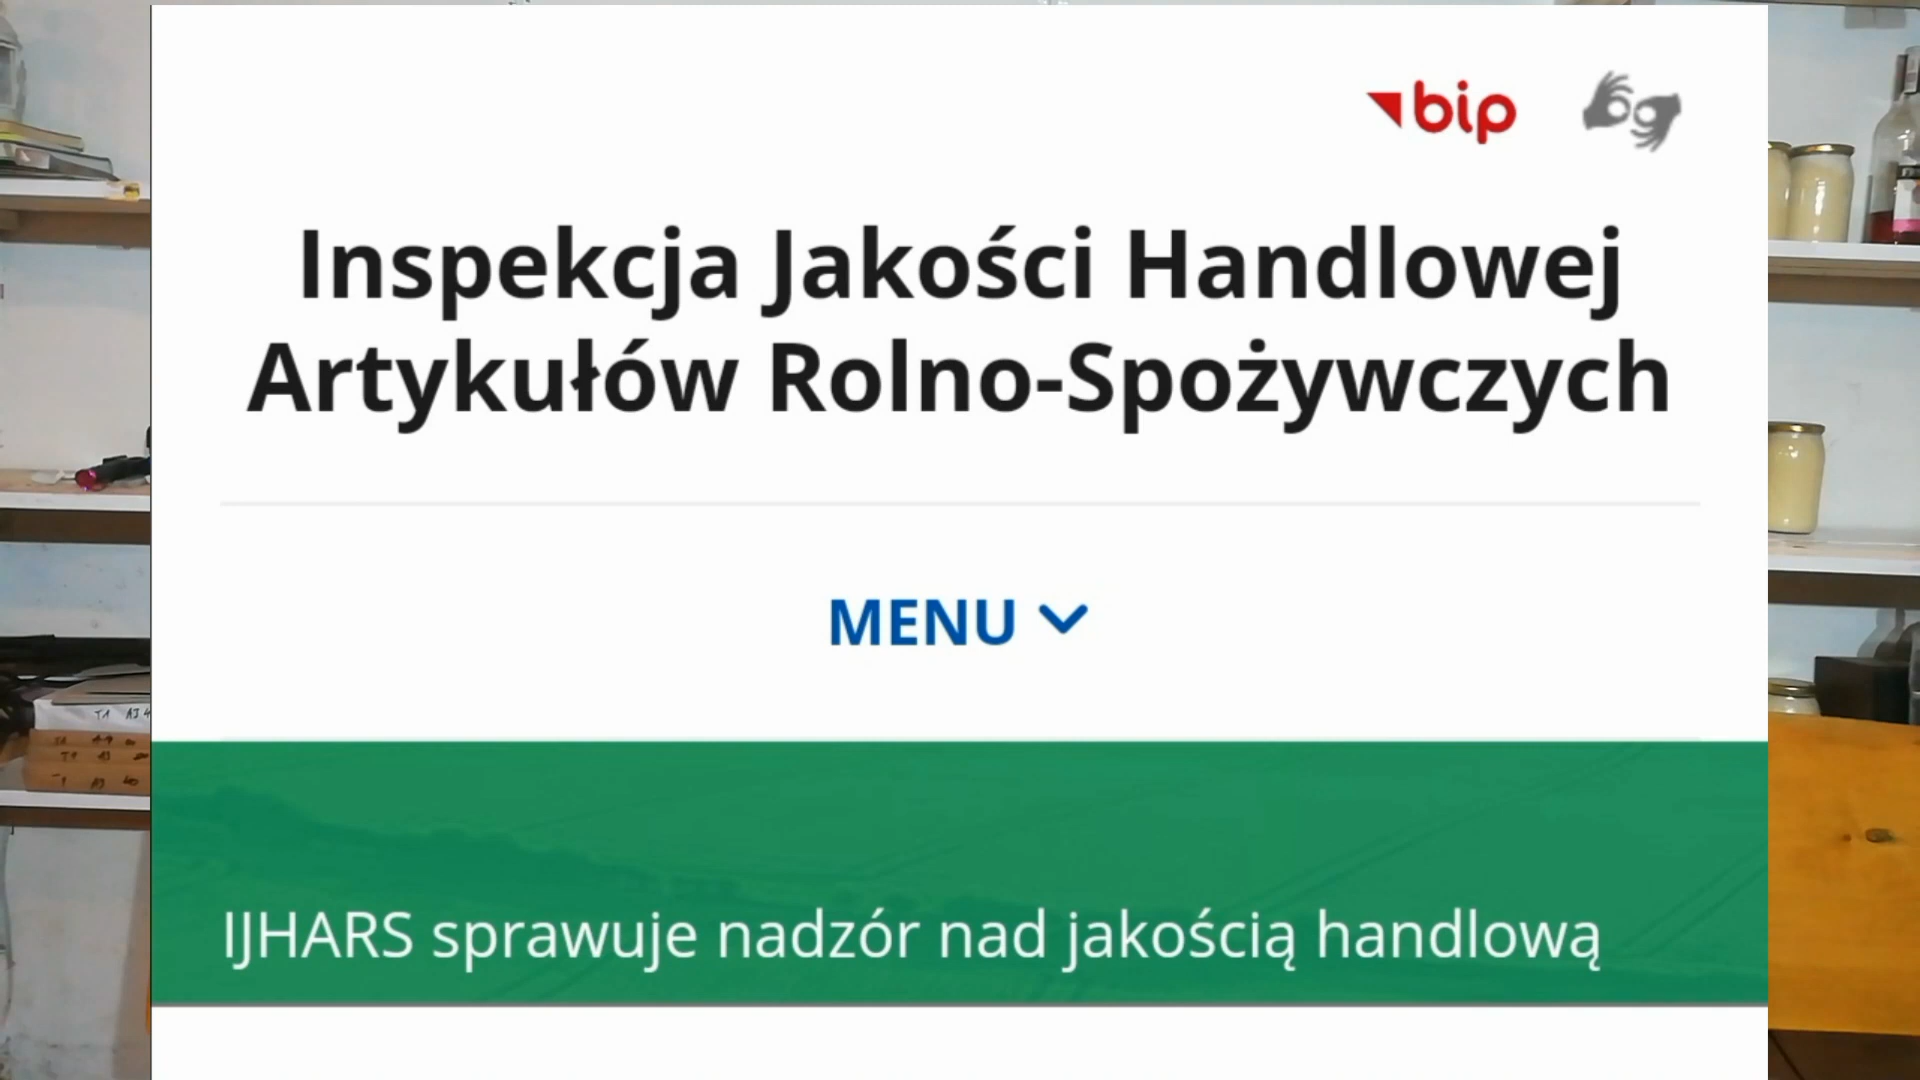 bip
Inspekcja Jakości Handlowej
Artykułów Rolno-Spożywczych
MENU
IJHARS sprawuje nadzór nad jakością handlową